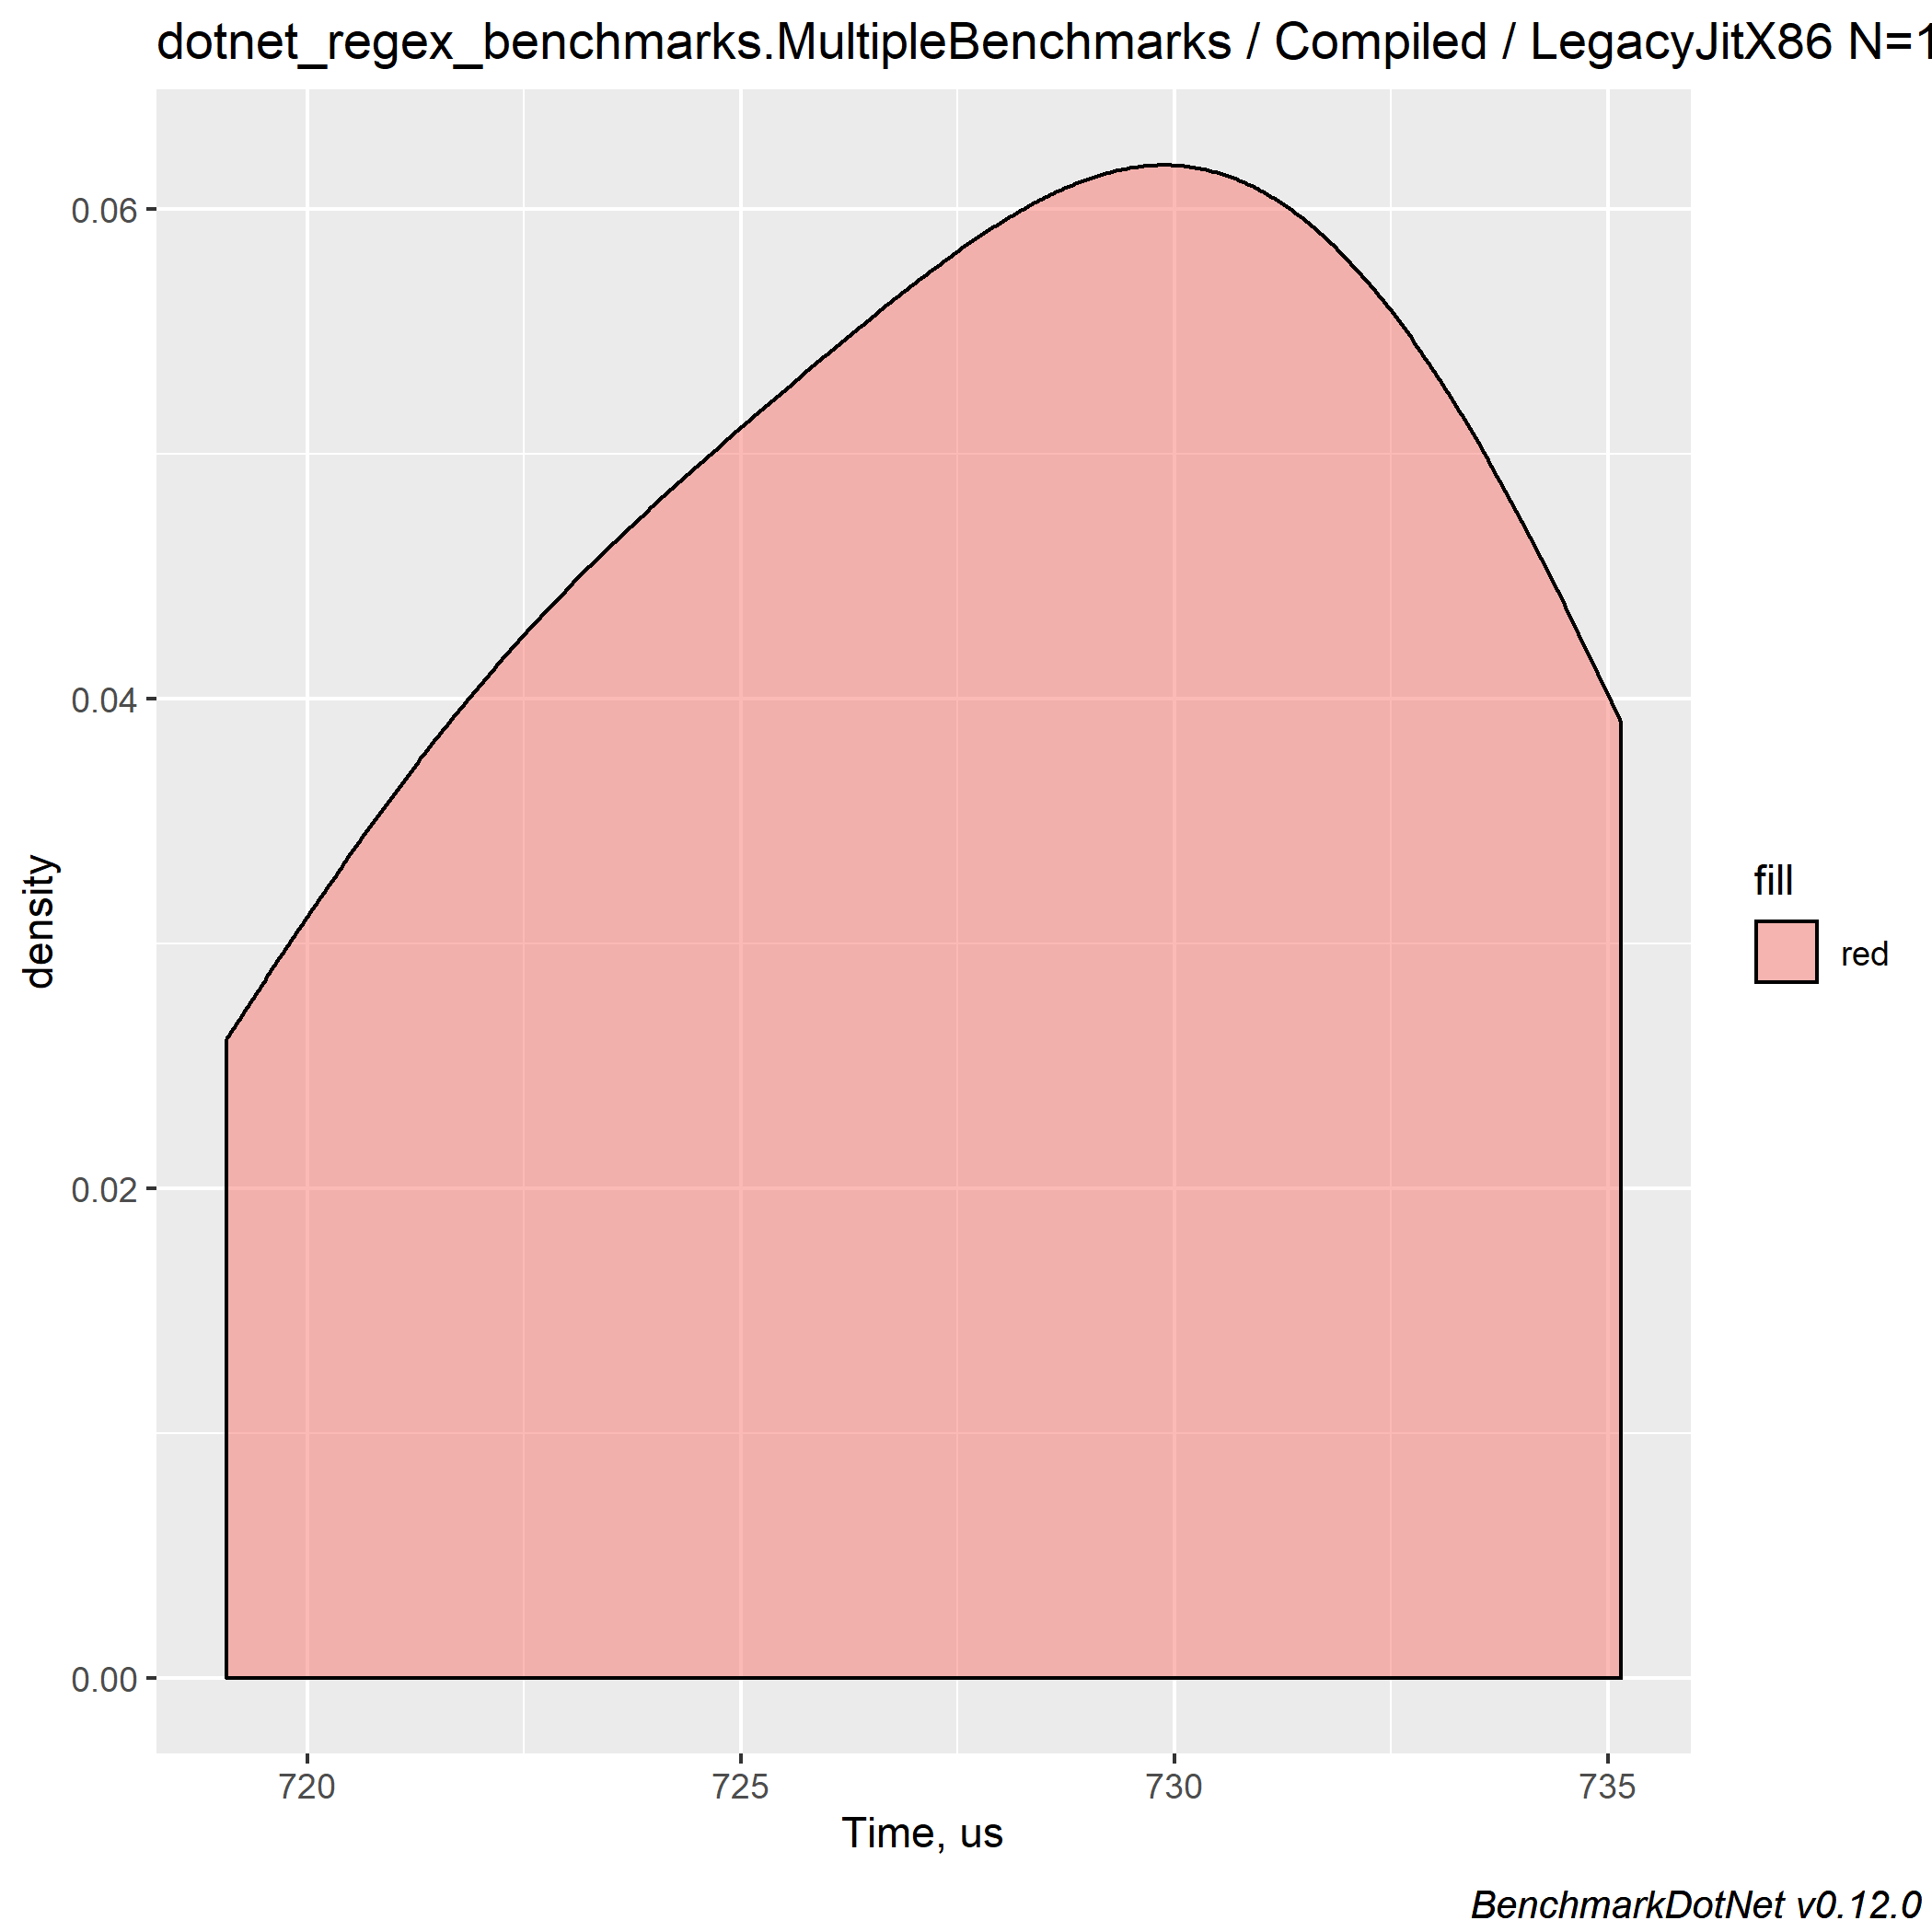 dotnet_regex_benchmarks.MultipleBenchmarks / Compiled / LegacyJitX86 N=1
0.06
0.04
0.02
0.00
density
720 725 730 735
Time, us
fill
red
BenchmarkDotNet v0.12.0